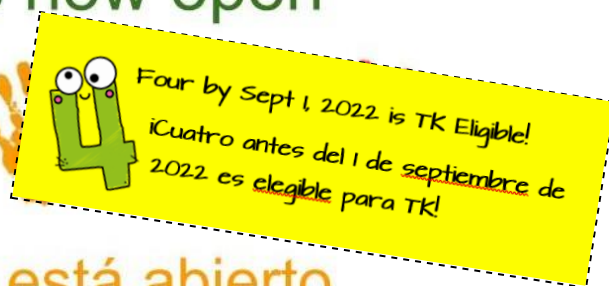 now open
Four by Sept 1, 2022 is TK Eligible!
¡Cuatro antes del 1 de septiembre de
2022 es elegible para TK!
está abierto